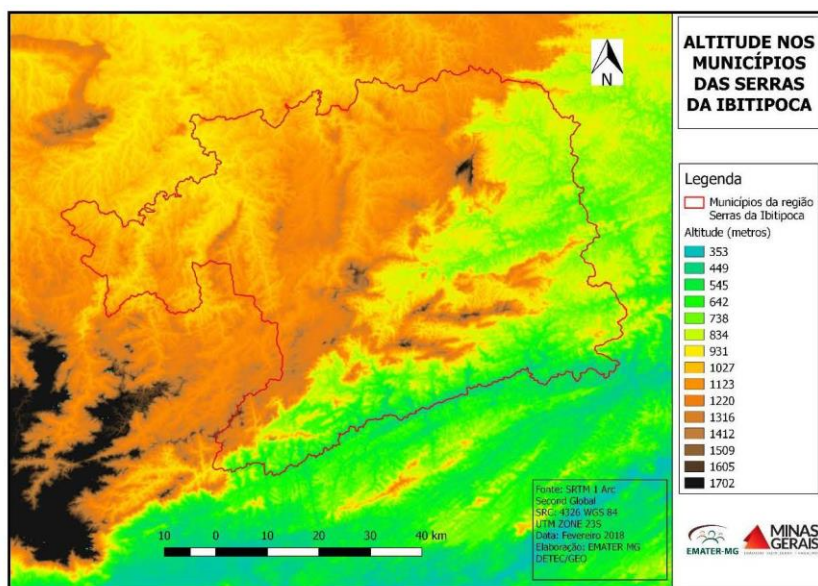 ALTITUDE NOS
MUNICÍPIOS
DAS SERRAS
DA IBITIPOCA
N
Legenda
Municípios da região
Serras da Ibitipoca
Altitude (metros)
353
449
545
642
738
834
931
1027
1123
1220
1316
1412
1509
1605
1702
Fonte: SRTM 1 Arc
Second Global
SRC: 4326 WGS 84
UTM ZONE 23S
Data: Fevereiro 2018
Elaboração: EMATER MG
DETEC/GEO
10 0 10 20 30 40 km
EMATER-MG
MINAS
GERAIS